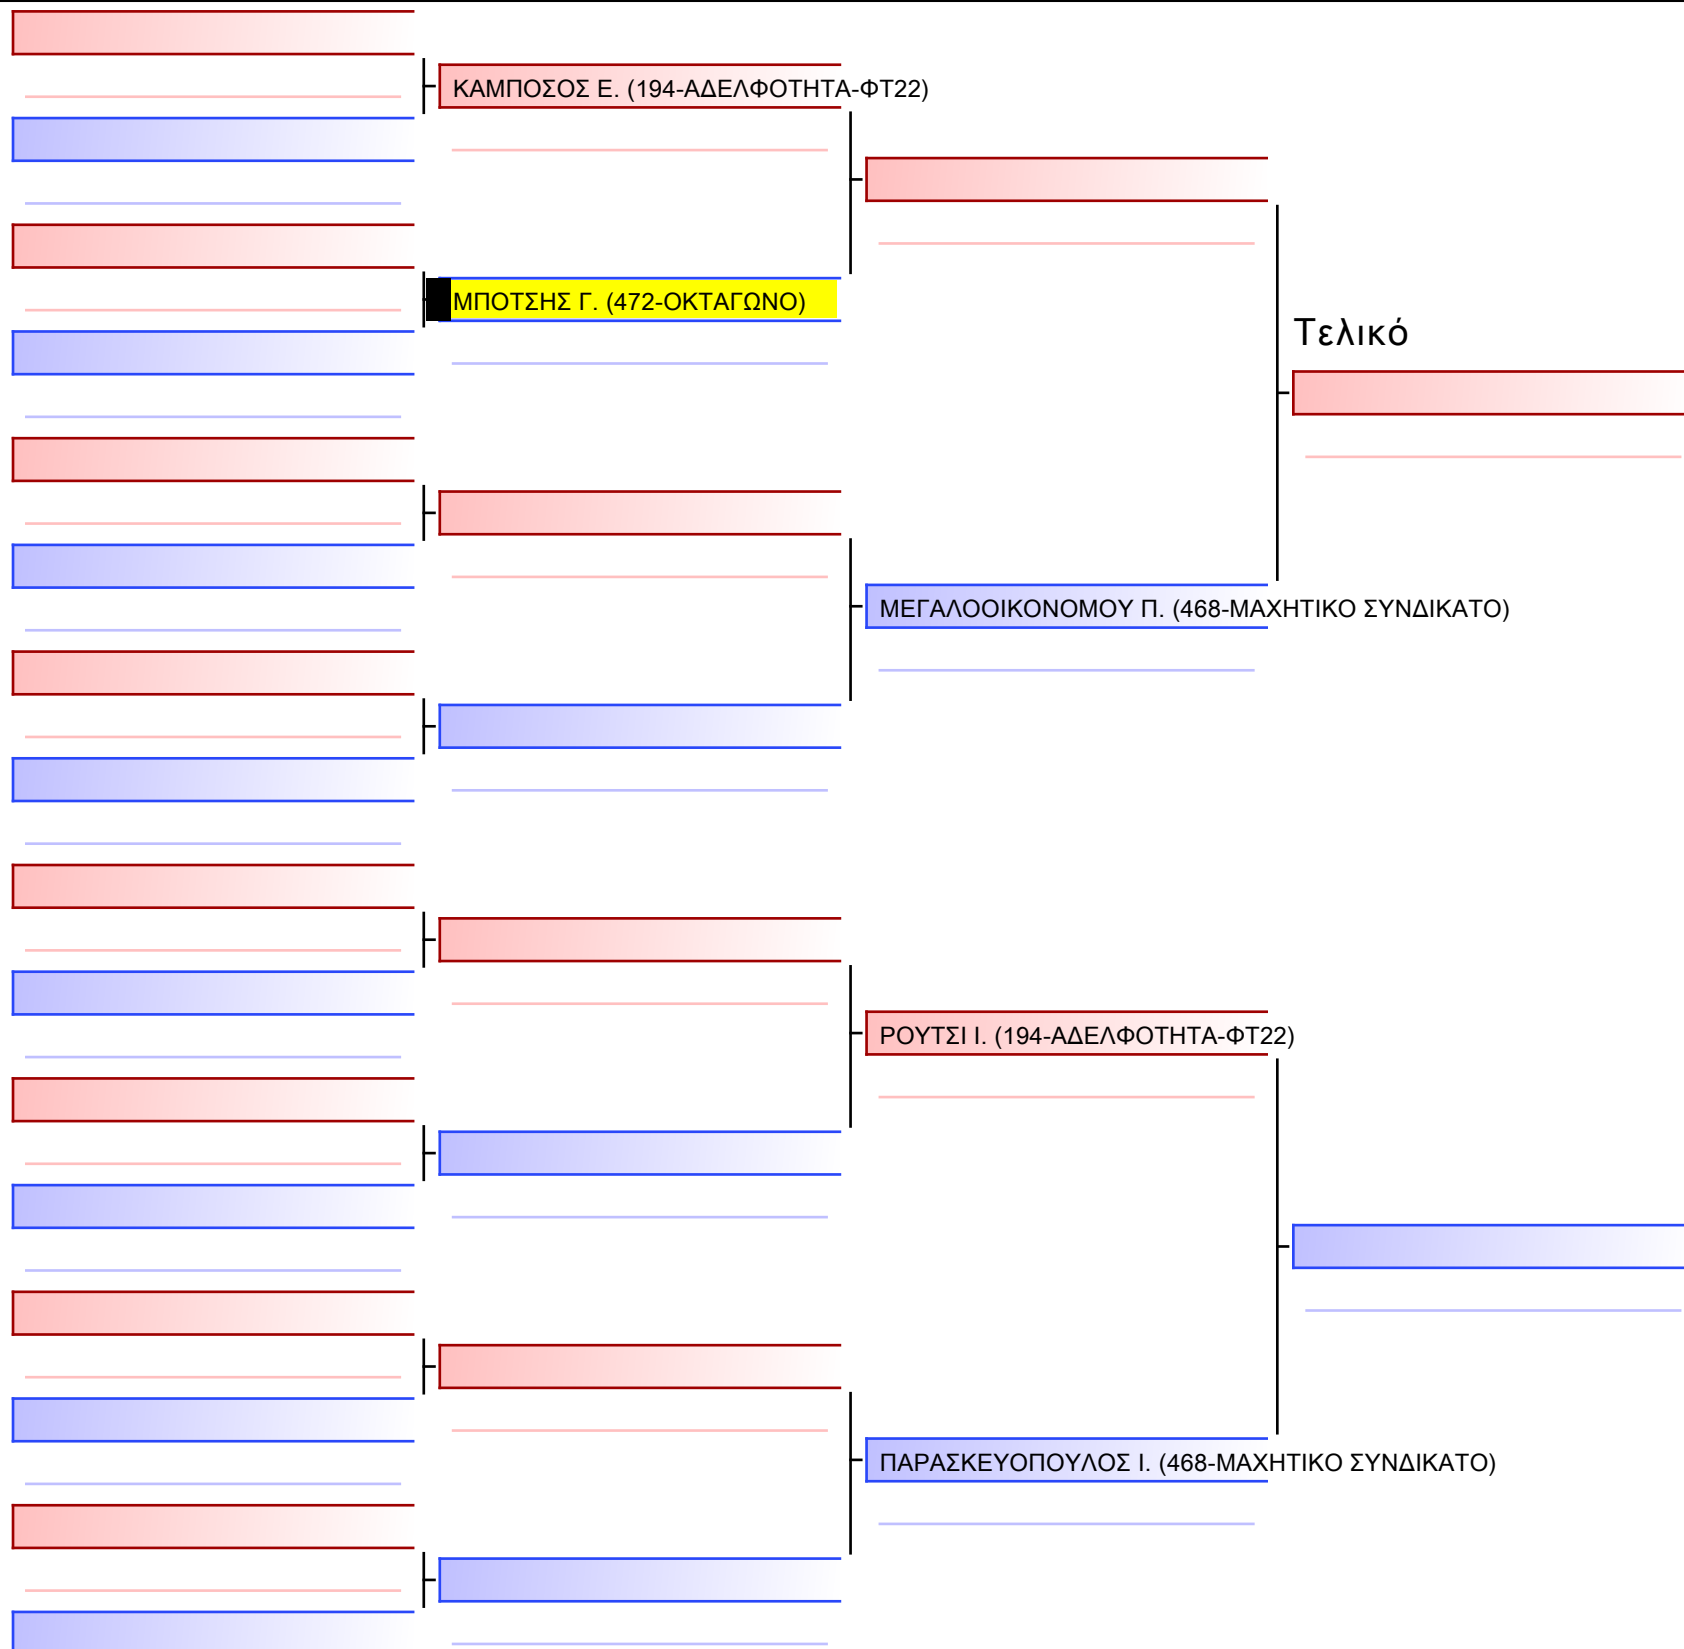 ΚΑΜΠΟΣΟΣ Ε. (194-ΑΔΕΛΦΟΤΗΤΑ-ΦΤ22)
ΜΠΟΤΣΗΣ Γ. (472-ΟΚΤΑΓΩΝΟ)
Τελικό
ΜΕΓΑΛΟΟΙΚΟΝΟΜΟΥ Π. (468-ΜΑΧΗΤΙΚΟ ΣΥΝΔΙΚΑΤΟ)
ΡΟΥΤΣΙ Ι. (194-ΑΔΕΛΦΟΤΗΤΑ-ΦΤ22)
ΠΑΡΑΣΚΕΥΟΠΟΥΛΟΣ Ι. (468-ΜΑΧΗΤΙΚΟ ΣΥΝΔΙΚΑΤΟ)